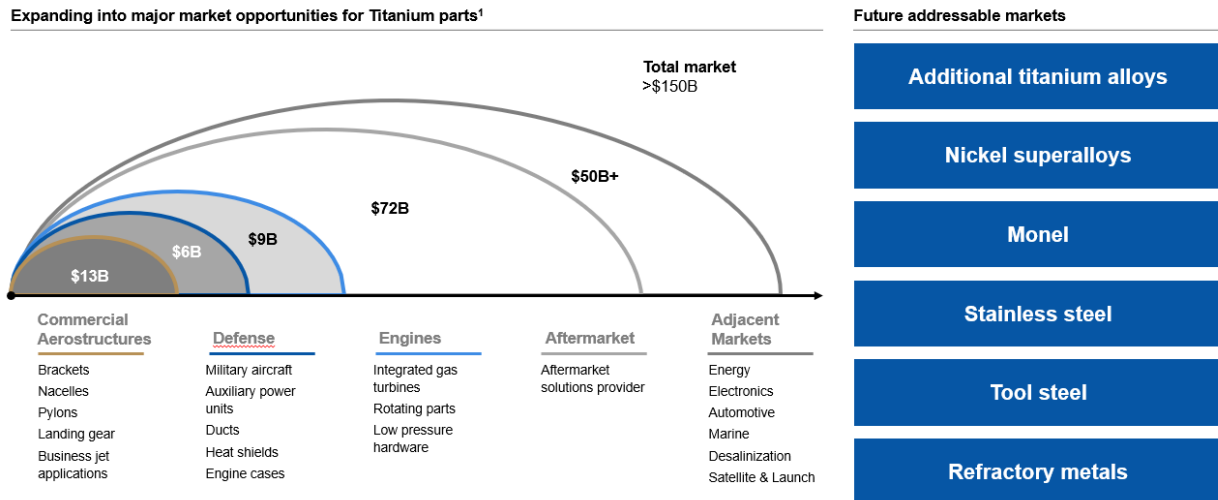 Expanding into major market opportunities for Titanium parts¹
Total market
>$150B
$50B+
$72B
$9B
$6B
$13B
Commercial
Aerostructures
Brackets
Nacelles
Pylons
Landing gear
Business jet
applications
Defense
Military aircraft
Auxiliary power
units
Ducts
Heat shields
Engine cases
Engines
Integrated gas
turbines
Rotating parts
Low pressure
hardware
Aftermarket
Aftermarket
solutions provider
Adjacent
Markets
Energy
Electronics
Automotive
Marine
Desalinization
Satellite & Launch
Future addressable markets
Additional titanium alloys
Nickel superalloys
Monel
Stainless steel
Tool steel
Refractory metals